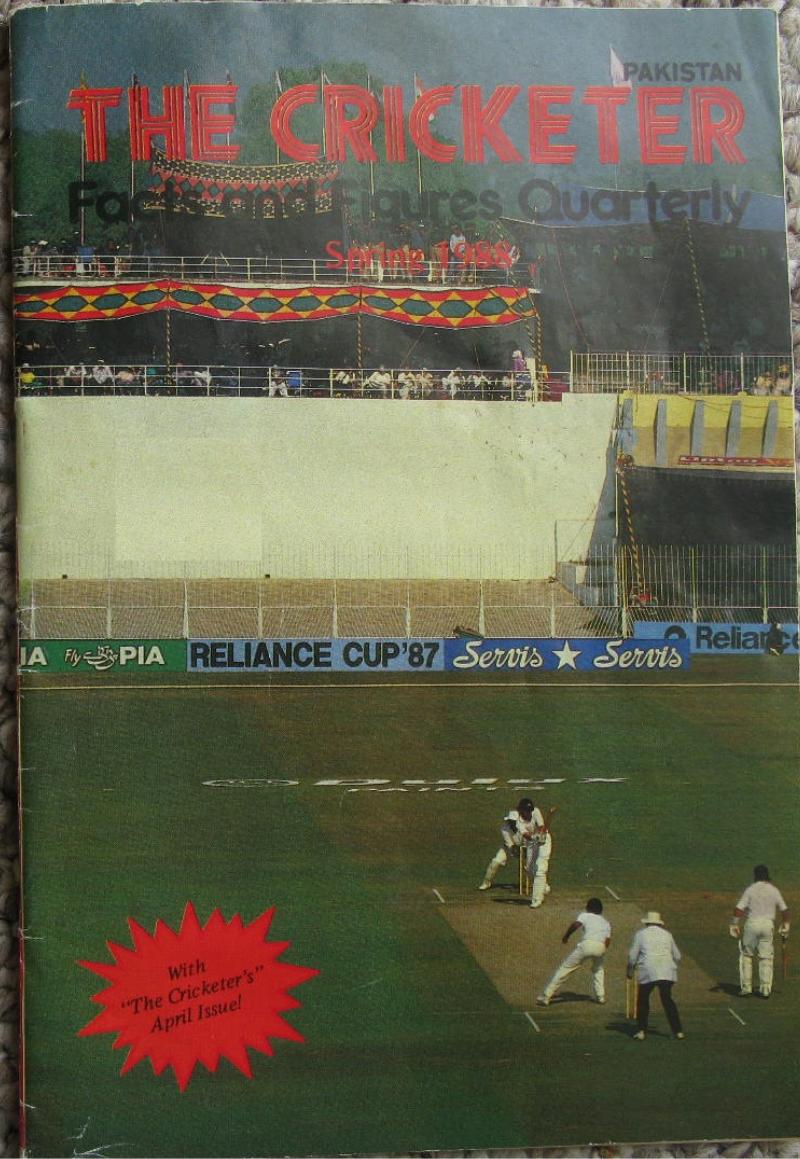 PAKISTAN
THE CRICKETER
Facts and Figures Quarterly
Spring 1988
IA Fly PIA RELIANCE CUP '87 Servis ★ Servis
Reliance
With
"The Cricketer's"
April Issue!